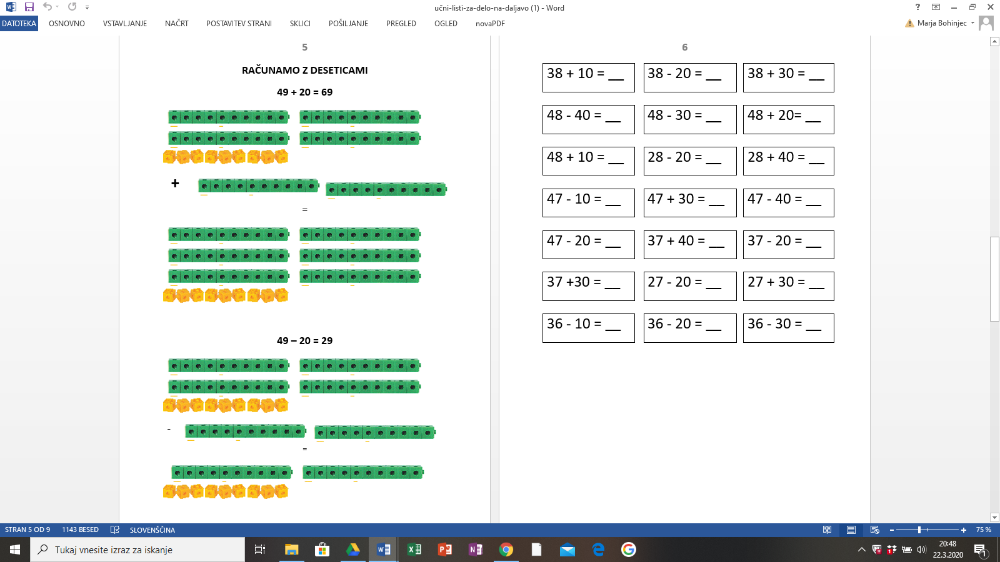 učni-listi-za-delo-na-daljavo (1) - Word
DATOTEKA OSNOVNO VSTAVLJANJE NAČRT POSTAVITEV STRANI SKLICI POŠILJANJE PREGLED OGLED novaPDF
Marja Bohinjec
5
RAČUNAMO Z DESETICAMI
49 + 20 = 69
+
=
49 – 20 = 29
-
=
6
38 + 10 = __ 38 - 20 = __ 38 + 30 = __
48 - 40 = __ 48 - 30 = __ 48 + 20= __
48 + 10 = __ 28 - 20 = __ 28 + 40 = __
47 - 10 = __ 47 + 30 = __ 47 - 40 = __
47 - 20 = __ 37 + 40 = __ 37 - 20 = __
37 +30 = __ 27 - 20 = __ 27 + 30 = __
36 - 10 = __ 36 - 20 = __ 36 - 30 = __
STRAN 5 OD 9 1143 BESED SLOVENŠČINA
75 %
Tukaj vnesite izraz za iskanje
20:48
22.3.2020
1